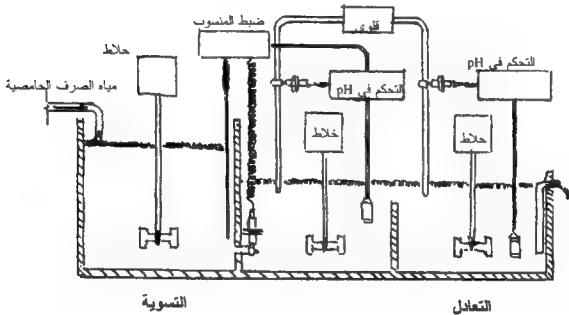 ضبط المنسوب
قلوي
خلاط
التحكم في pH
مياه الصرف الحامضية
التحكم في pH
خلاط
خلاط
التسوية
التعادل